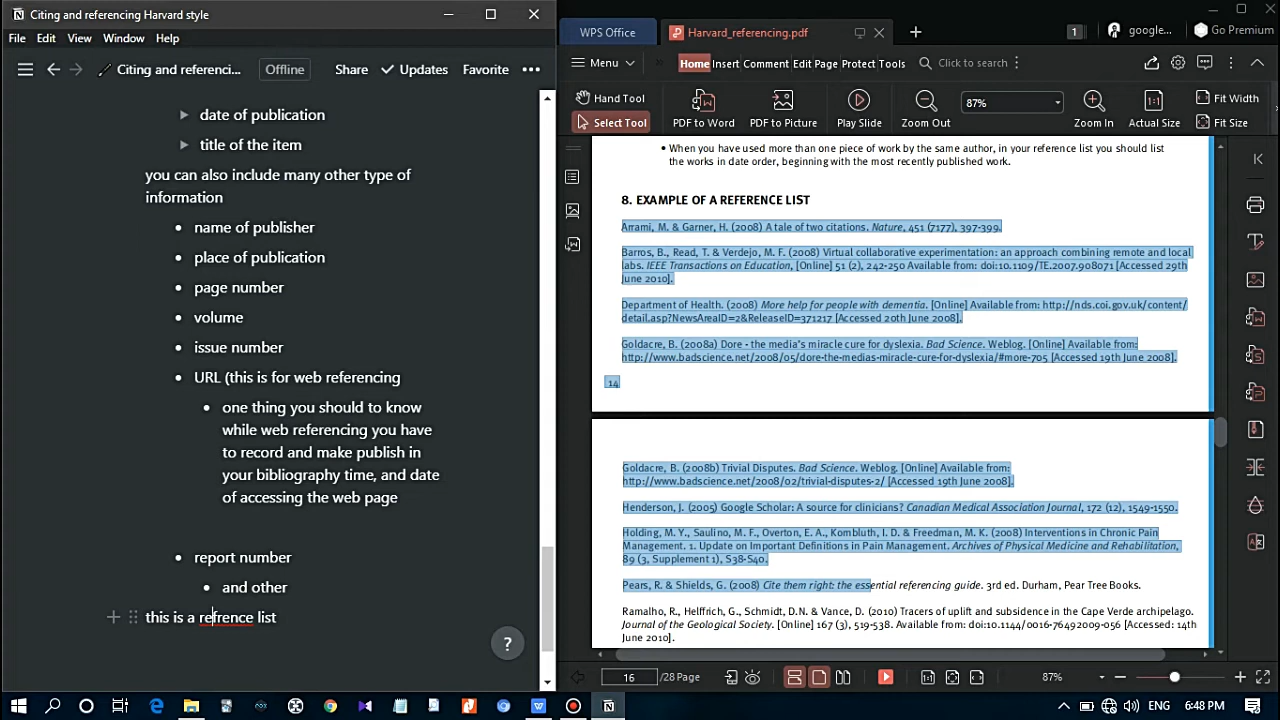 Citing and referencing Harvard style
File Edit View Window Help
Citing and referenci... Offline Share Updates Favorite
date of publication
title of the item
you can also include many other type of
information
name of publisher
place of publication
page number
volume
issue number
URL (this is for web referencing
one thing you should to know
while web referencing you have
to record and make publish in
your bibliography time, and date
of accessing the web page
report number
and other
this is a refrence list
?
WPS Office Harvard_referencing.pdf 1 google... Go Premium
Menu Home Insert Comment Edit Page Protect Tools Click to search
Hand Tool
Select Tool
PDF to Word PDF to Picture Play Slide Zoom Out 87% Zoom In Actual Size
Fit Width
Fit Size
• When you have used more than one piece of work by the same author, in your reference list you should list
the works in date order, beginning with the most recently published work.
8. EXAMPLE OF A REFERENCE LIST
Arrami, M. & Garner, H. (2008) A tale of two citations. Nature, 451 (7177), 397-399.
Barros, B., Read, T. & Verdejo, M. F. (2008) Virtual collaborative experimentation: an approach combining remote and local
labs. IEEE Transactions on Education, [Online] 51 (2), 242-250 Available from: doi:10.1109/TE.2007.908071 [Accessed 29th
June 2010].
Department of Health. (2008) More help for people with dementia. [Online] Available from: http://nds.coi.gov.uk/content/
detail.asp?NewsAreaID=2&ReleaseID=371217 [Accessed 20th June 2008].
Goldacre, B. (2008a) Dore - the media's miracle cure for dyslexia. Bad Science. Weblog. [Online] Available from:
http://www.badscience.net/2008/05/dore-the-medias-miracle-cure-for-dyslexia/#more-705 [Accessed 19th June 2008].
14
Goldacre, B. (2008b) Trivial Disputes. Bad Science. Weblog. [Online] Available from:
http://www.badscience.net/2008/02/trivial-disputes-2/ [Accessed 19th June 2008].
Henderson, J. (2005) Google Scholar: A source for clinicians? Canadian Medical Association Journal, 172 (12), 1549-1550.
Holding, M. Y., Saulino, M. F., Overton, E. A., Kornbluth, I. D. & Freedman, M. K. (2008) Interventions in Chronic Pain
Management. 1. Update on Important Definitions in Pain Management. Archives of Physical Medicine and Rehabilitation,
89 (3, Supplement 1), S38-S40.
Pears, R. & Shields, G. (2008) Cite them right: the essential referencing guide. 3rd ed. Durham, Pear Tree Books.
Ramalho, R., Helffrich, G., Schmidt, D.N. & Vance, D. (2010) Tracers of uplift and subsidence in the Cape Verde archipelago.
Journal of the Geological Society. [Online] 167 (3), 519-538. Available from: doi:10.1144/0016-76492009-056 [Accessed: 14th
June 2010].
16 /28 Page 87%
6:48 PM